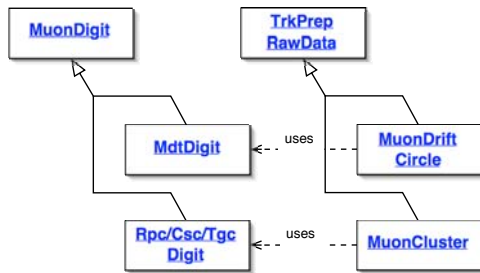 MuonDigit
TrkPrep
RawData
MdtDigit
uses
MuonDrift
Circle
Rpc/Csc/Tgc
Digit
uses
MuonCluster